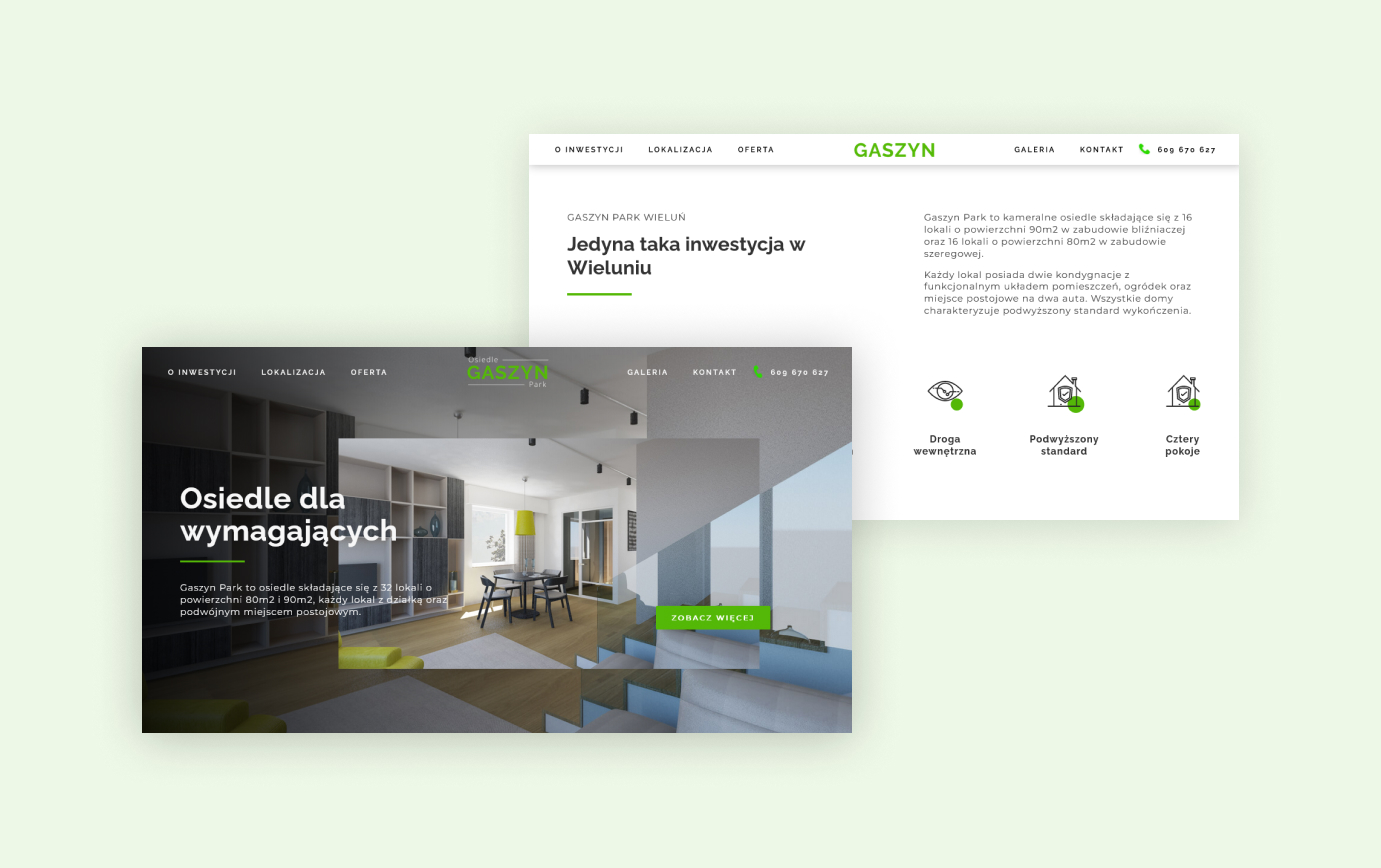 O INWESTYCJI LOKALIZACJA OFERTA GASZYN GALERIA KONTAKT 609 670 627
GASZYN PARK WIELUŃ
Jedyna taka inwestycja w
Wieluniu
Gaszyn Park to kameralne osiedle składające się z 16
lokali o powierzchni 90m2 w zabudowie bliźniaczej
oraz 16 lokali o powierzchni 80m2 w zabudowie
szeregowej.
Każdy lokal posiada dwie kondygnacje z
funkcjonalnym układem pomieszczeń, ogródek oraz
miejsce postojowe na dwa auta. Wszystkie domy
charakteryzuje podwyższony standard wykończenia.
Droga
wewnętrzna
Podwyższony
standard
Cztery
pokoje
O INWESTYCJI LOKALIZACJA OFERTA
Osiedle
GASZYN
Park
GALERIA KONTAKT 609 670 627
Osiedle dla
wymagających
Gaszyn Park to osiedle składające się z 32 lokali o
powierzchni 80m2 i 90m2, każdy lokal z działką oraz
podwójnym miejscem postojowym.
ZOBACZ WIĘCEJ